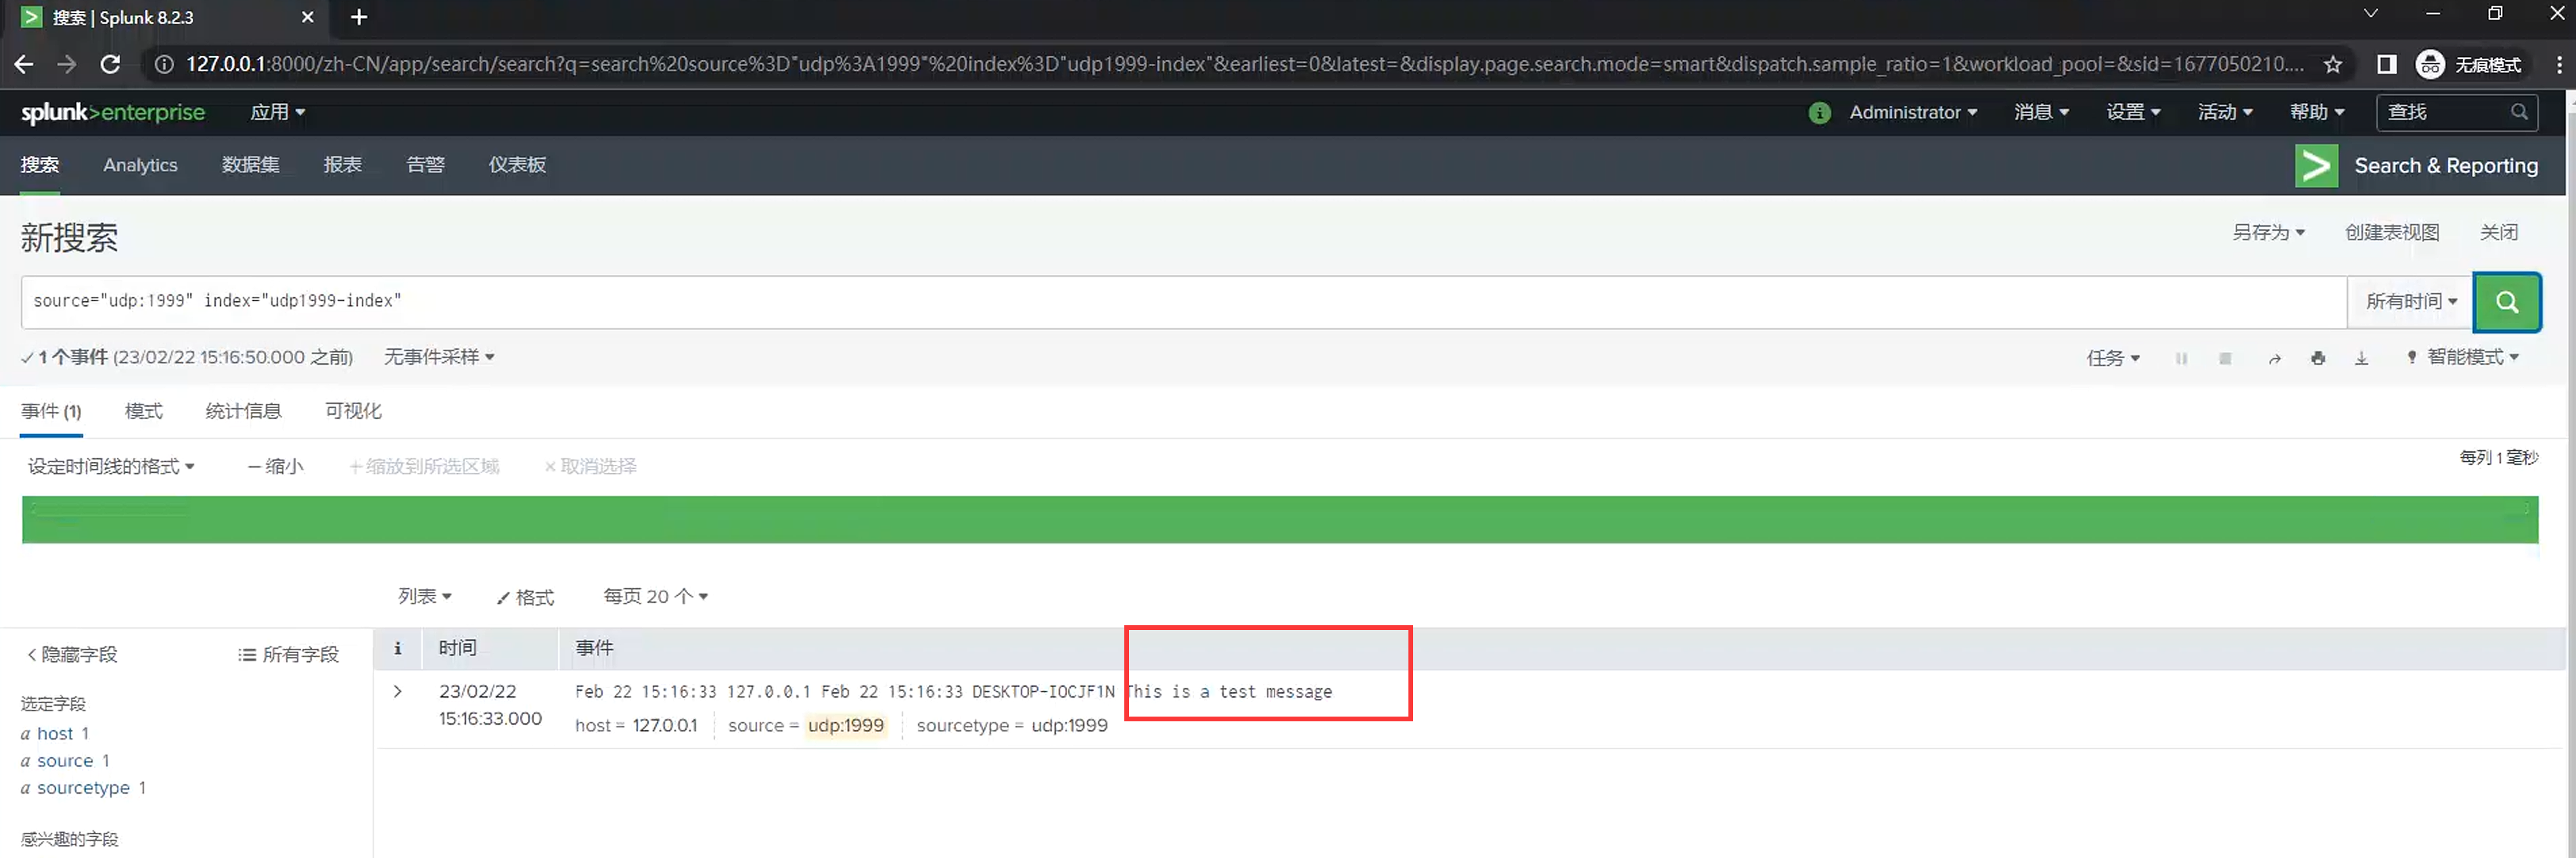 搜索 | Splunk 8.2.3
127.0.0.1:8000/zh-CN/app/search/search?q=search%20source%3D"udp%3A1999"%20index%3D"udp1999-index"&earliest=0&latest=&display.page.search.mode=smart&dispatch.sample_ratio=1&workload_pool=&sid=1677050210.... 无痕模式
splunk>enterprise 应用 i Administrator 消息 设置 活动 帮助 查找
搜索 Analytics 数据集 报表 告警 仪表板 Search & Reporting
新搜索 另存为 创建表视图 关闭
source="udp:1999" index="udp1999-index" 所有时间
✓ 1 个事件 (23/02/22 15:16:50.000 之前) 无事件采样 任务 智能模式
事件 (1) 模式 统计信息 可视化
设定时间线的格式 — 缩小 + 缩放到所选区域 × 取消选择 每列 1 毫秒
列表 格式 每页 20 个
< 隐藏字段 所有字段 i 时间 事件
选定字段
a host 1
a source 1
a sourcetype 1
感兴趣的字段
> 23/02/22
15:16:33.000
Feb 22 15:16:33 127.0.0.1 Feb 22 15:16:33 DESKTOP-IOCJF1N This is a test message
host = 127.0.0.1 source = udp:1999 sourcetype = udp:1999